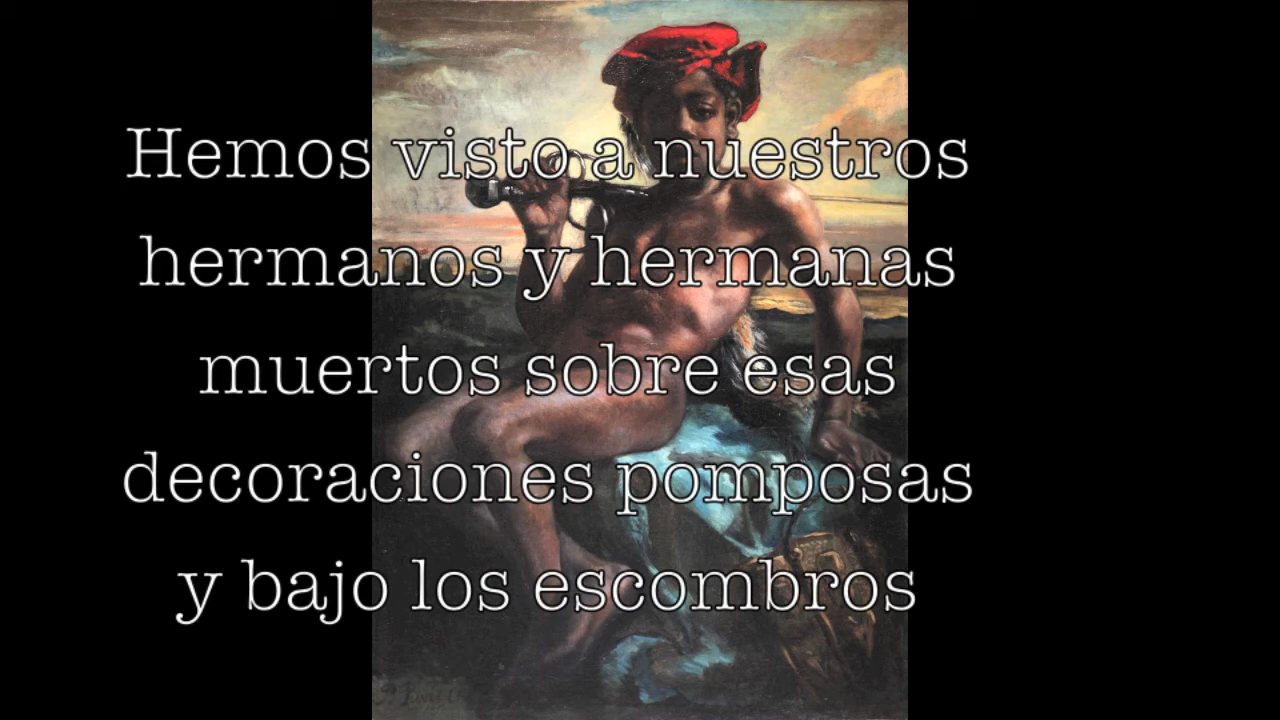 Hemos visto a nuestros
hermanos y hermanas
muertos sobre esas
decoraciones pomposas
y bajo los escombros